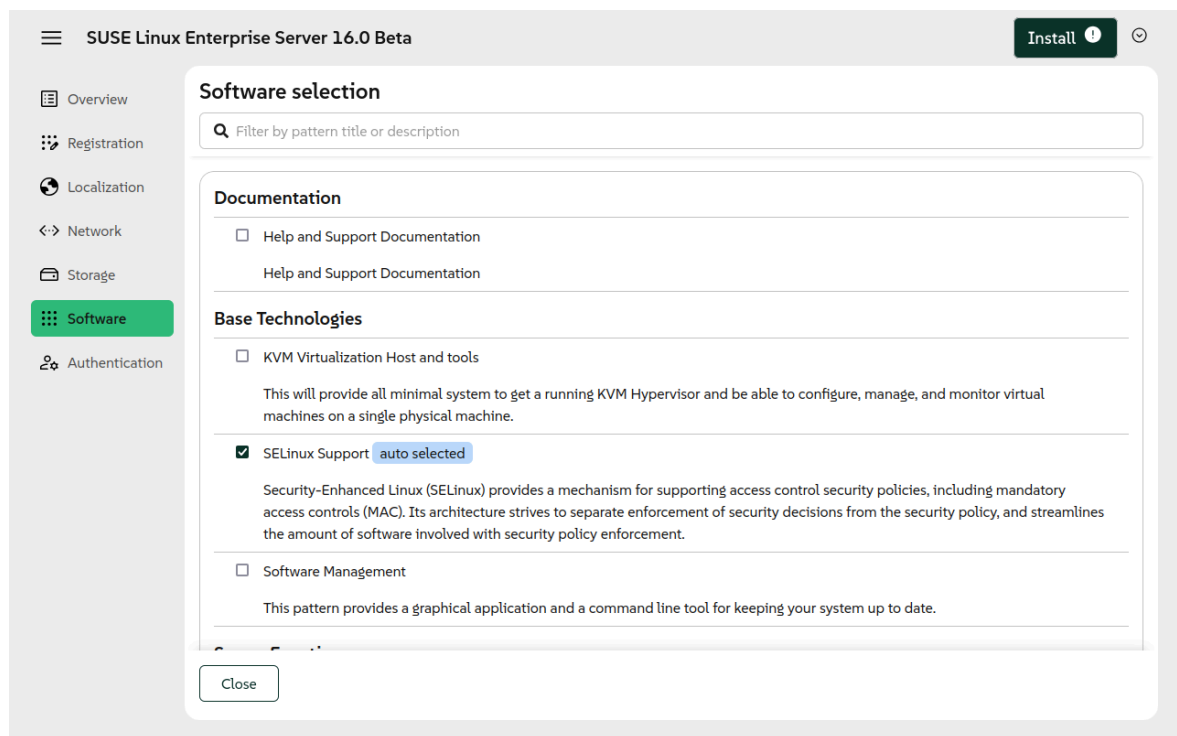 SUSE Linux Enterprise Server 16.0 Beta
Install
Overview
Registration
Localization
Network
Storage
Software
Authentication
Software selection
Filter by pattern title or description
Documentation
Help and Support Documentation
Help and Support Documentation
Base Technologies
KVM Virtualization Host and tools
This will provide all minimal system to get a running KVM Hypervisor and be able to configure, manage, and monitor virtual
machines on a single physical machine.
SELinux Support auto selected
Security-Enhanced Linux (SELinux) provides a mechanism for supporting access control security policies, including mandatory
access controls (MAC). Its architecture strives to separate enforcement of security decisions from the security policy, and streamlines
the amount of software involved with security policy enforcement.
Software Management
This pattern provides a graphical application and a command line tool for keeping your system up to date.
Close